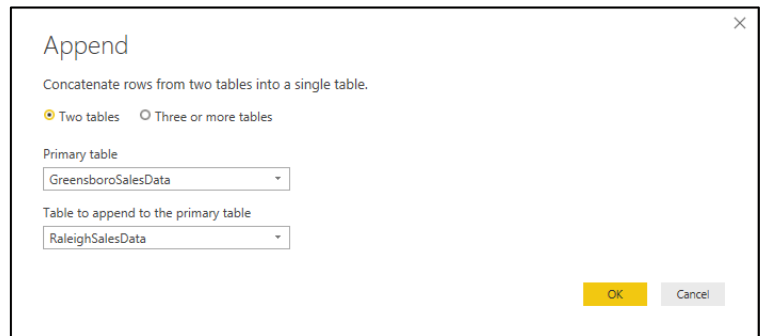 Append
Concatenate rows from two tables into a single table.
Two tables Three or more tables
Primary table
GreensboroSalesData
Table to append to the primary table
RaleighSalesData
OK Cancel